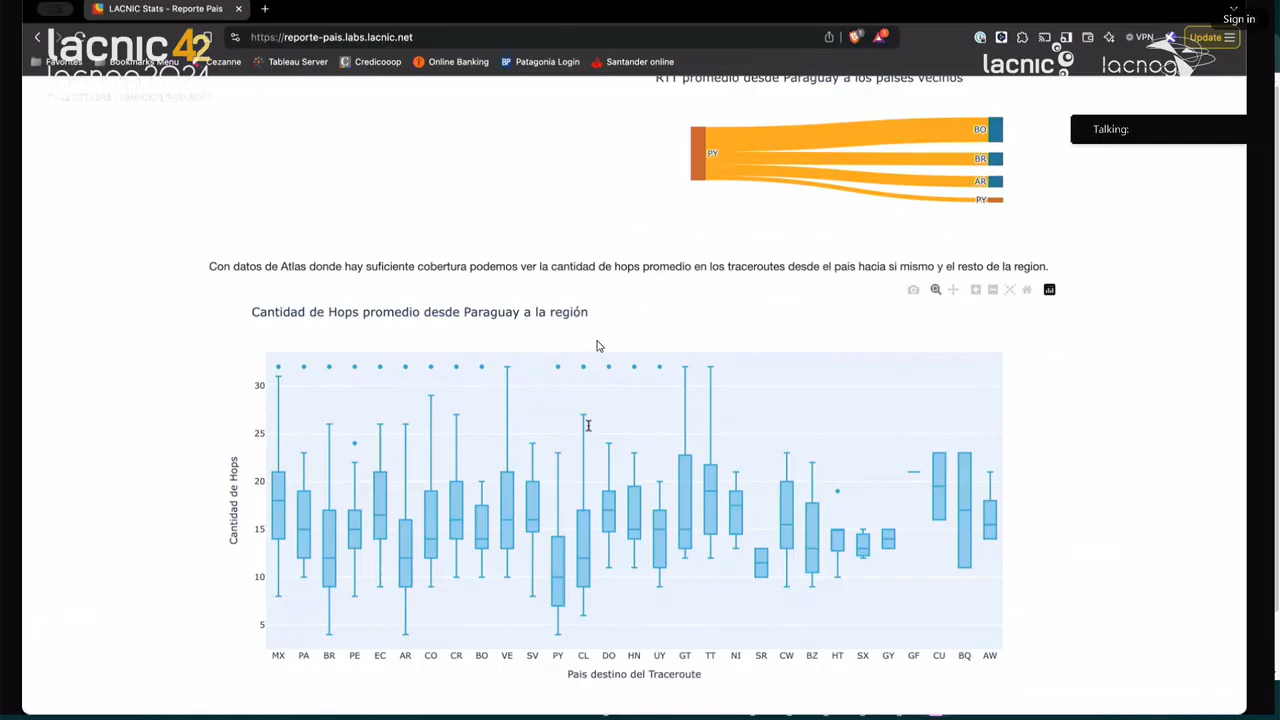 LACNIC Stats - Reporte Pais
Sign in
https://reporte-pais.labs.lacnic.net
VPN
Update
Favorites
Bookmarks Menu
Cezanne
Tableau Server
Credicoop
Online Banking
BP Patagonia Login
Santander online
lacnic 42
lacnog2024
lacnic
lacnog
RTT promedio desde Paraguay a los países vecinos
Talking:
PY
BO
BR
AR
PY
Con datos de Atlas donde hay suficiente cobertura podemos ver la cantidad de hops promedio en los traceroutes desde el pais hacia si mismo y el resto de la region.
Cantidad de Hops promedio desde Paraguay a la región
Cantidad de Hops
30
25
20
15
10
5
MX PA BR PE EC AR CO CR BO VE SV PY CL DO HN UY GT TT NI SR CW BZ HT SX GY GF CU BQ AW
Pais destino del Traceroute